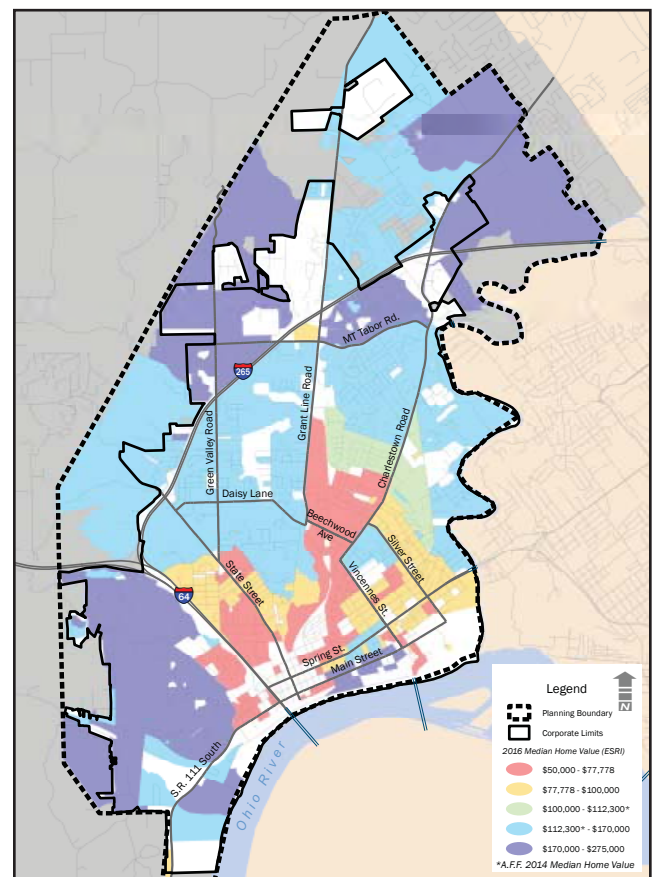 MT Tabor Rd.
265
Grant Line Road
Green Valley Road
Charlestown Road
Daisy Lane
Beechwood
Ave
Silver Street
State Street
Vincennes St.
64
Spring St.
Main Street
S.R. 111 South
Ohio River
Legend
N
Planning Boundary
Corporate Limits
2016 Median Home Value (ESRI)
$50,000 - $77,778
$77,778 - $100,000
$100,000 - $112,300*
$112,300* - $170,000
$170,000 - $275,000
*A.F.F. 2014 Median Home Value